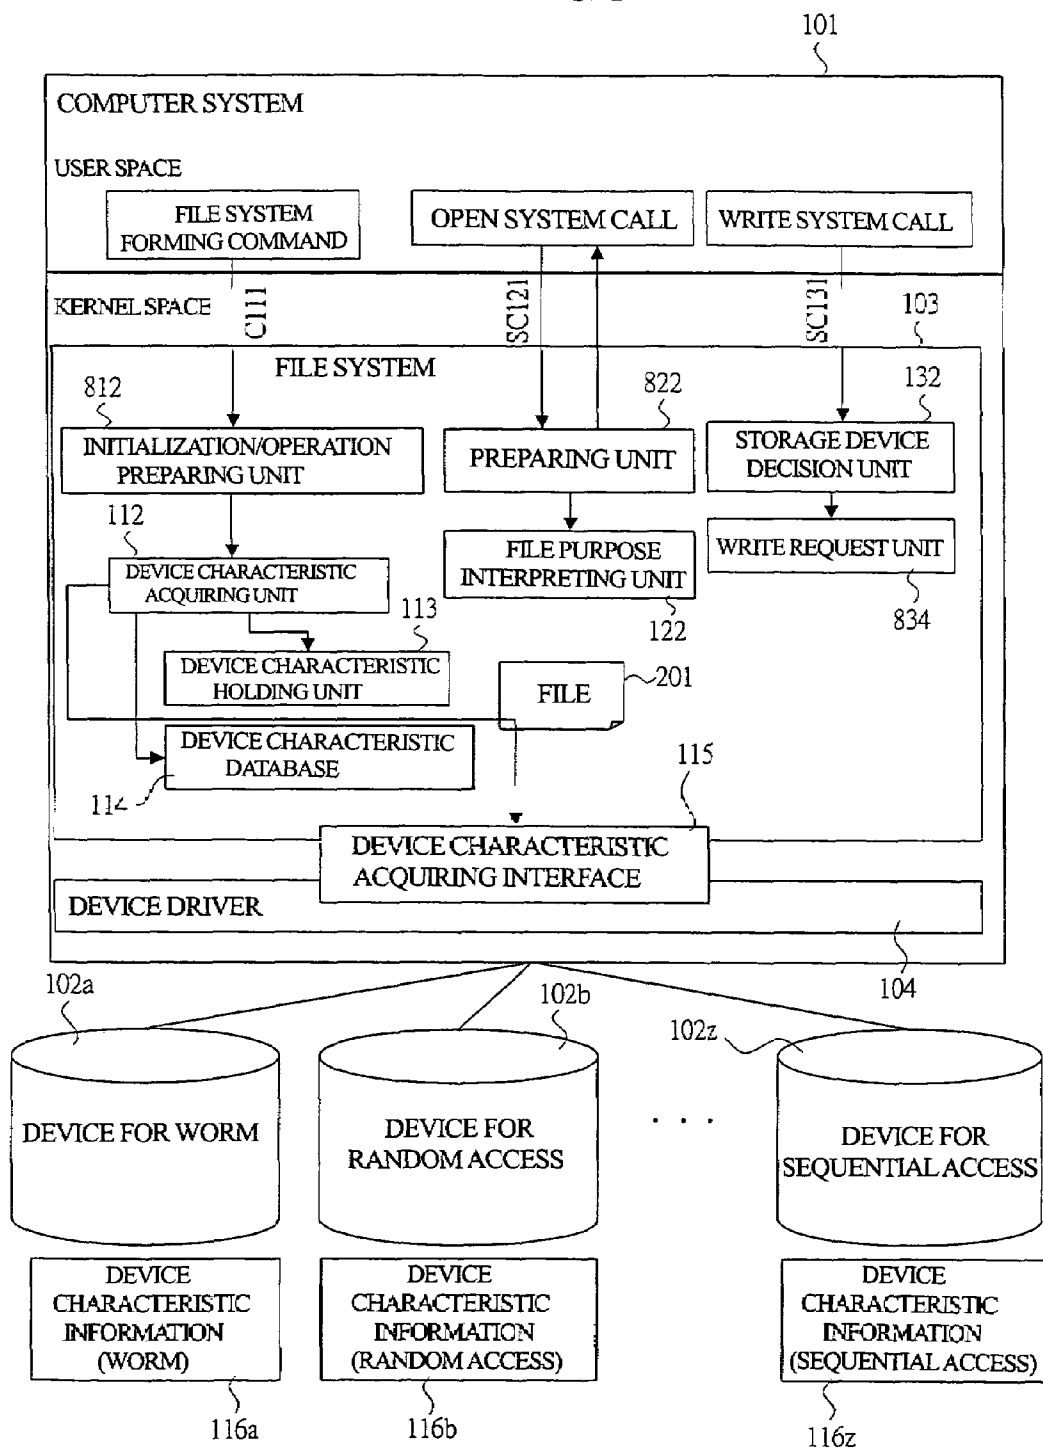 101
COMPUTER SYSTEM
USER SPACE
FILE SYSTEM
FORMING COMMAND
OPEN SYSTEM CALL
WRITE SYSTEM CALL
KERNEL SPACE
C111
SC121
SC131
103
FILE SYSTEM
812
822
132
INITIALIZATION/OPERATION
PREPARING UNIT
PREPARING UNIT
STORAGE DEVICE
DECISION UNIT
112
DEVICE CHARACTERISTIC
ACQUIRING UNIT
FILE PURPOSE
INTERPRETING UNIT
WRITE REQUEST UNIT
113
122
834
DEVICE CHARACTERISTIC
HOLDING UNIT
FILE
201
DEVICE CHARACTERISTIC
DATABASE
114
115
DEVICE CHARACTERISTIC
ACQUIRING INTERFACE
DEVICE DRIVER
104
102a
102b
102z
DEVICE FOR WORM
DEVICE FOR
RANDOM ACCESS
. . .
DEVICE FOR
SEQUENTIAL ACCESS
DEVICE
CHARACTERISTIC
INFORMATION
(WORM)
DEVICE
CHARACTERISTIC
INFORMATION
(RANDOM ACCESS)
DEVICE
CHARACTERISTIC
INFORMATION
(SEQUENTIAL ACCESS)
116a
116b
116z